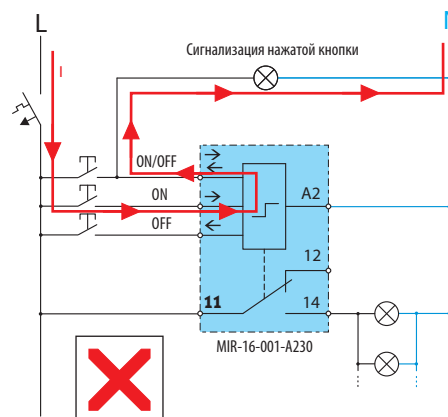 L
N
Сигнализация нажатой кнопки
I
ON/OFF
ON
A2
OFF
12
11
14
MIR-16-001-A230